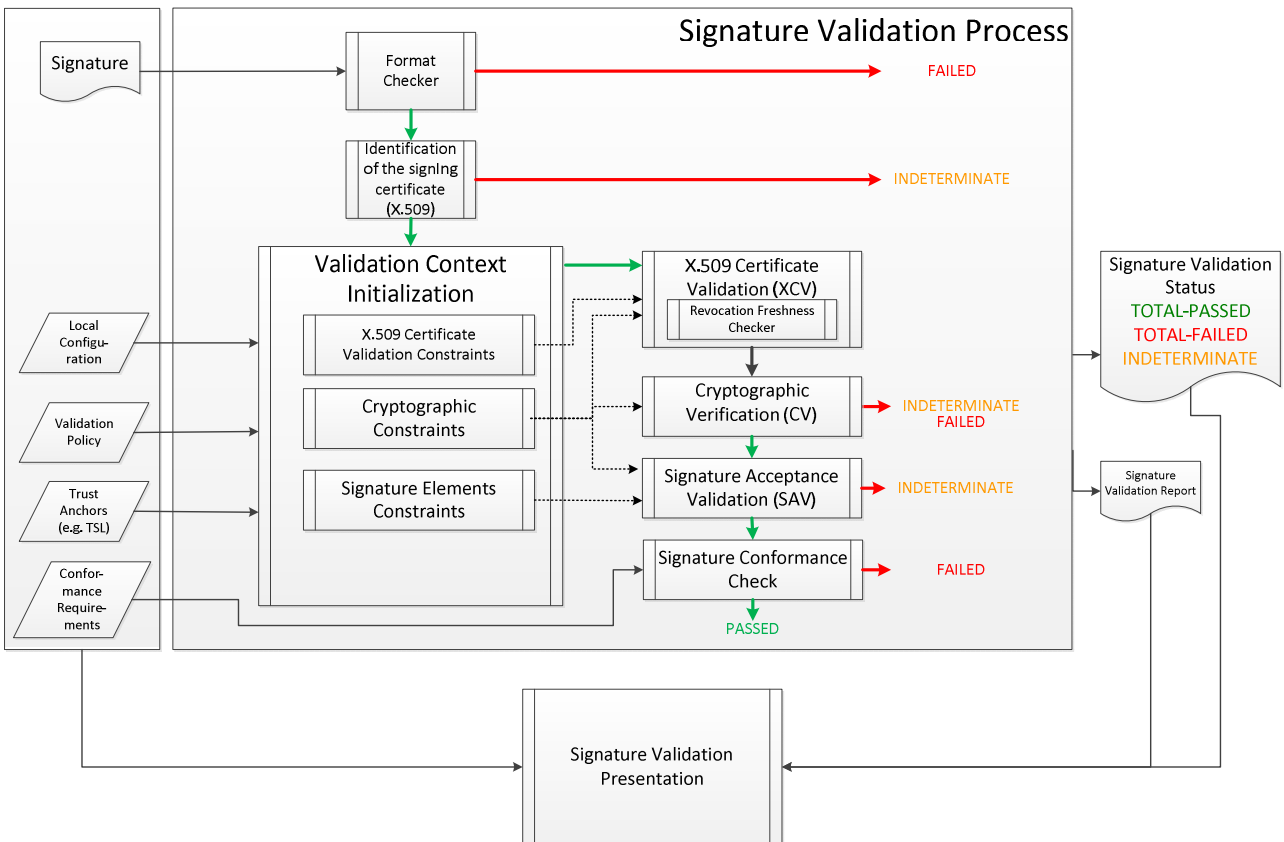 Signature Validation Process
Signature
Format
Checker
FAILED
Identification
of the signIng
certificate
(X.509)
INDETERMINATE
Validation Context
Initialization
X.509 Certificate
Validation Constraints
Cryptographic
Constraints
Signature Elements
Constraints
X.509 Certificate
Validation (XCV)
Revocation Freshness
Checker
Cryptographic
Verification (CV)
INDETERMINATE
FAILED
Signature Acceptance
Validation (SAV)
INDETERMINATE
Signature Conformance
Check
FAILED
PASSED
Local
Configu-
ration
Validation
Policy
Trust
Anchors
(e.g. TSL)
Confor-
mance
Require-
ments
Signature Validation
Status
TOTAL-PASSED
TOTAL-FAILED
INDETERMINATE
Signature
Validation Report
Signature Validation
Presentation